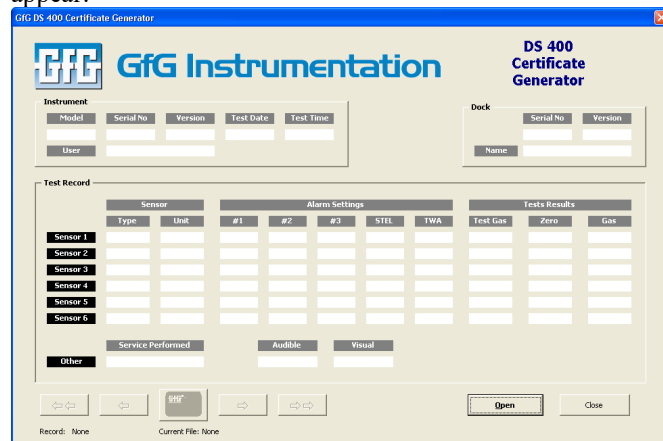 appear.
GfG DS 400 Certificate Generator
GfG GfG Instrumentation
DS 400
Certificate
Generator
Instrument
Model Serial No Version Test Date Test Time
User
Dock
Serial No Version
Name
Test Record
Sensor Alarm Settings Tests Results
Type Unit #1 #2 #3 STEL TWA Test Gas Zero Gas
Sensor 1
Sensor 2
Sensor 3
Sensor 4
Sensor 5
Sensor 6
Service Performed Audible Visual
Other
GfG
Open Close
Record: None Current File: None